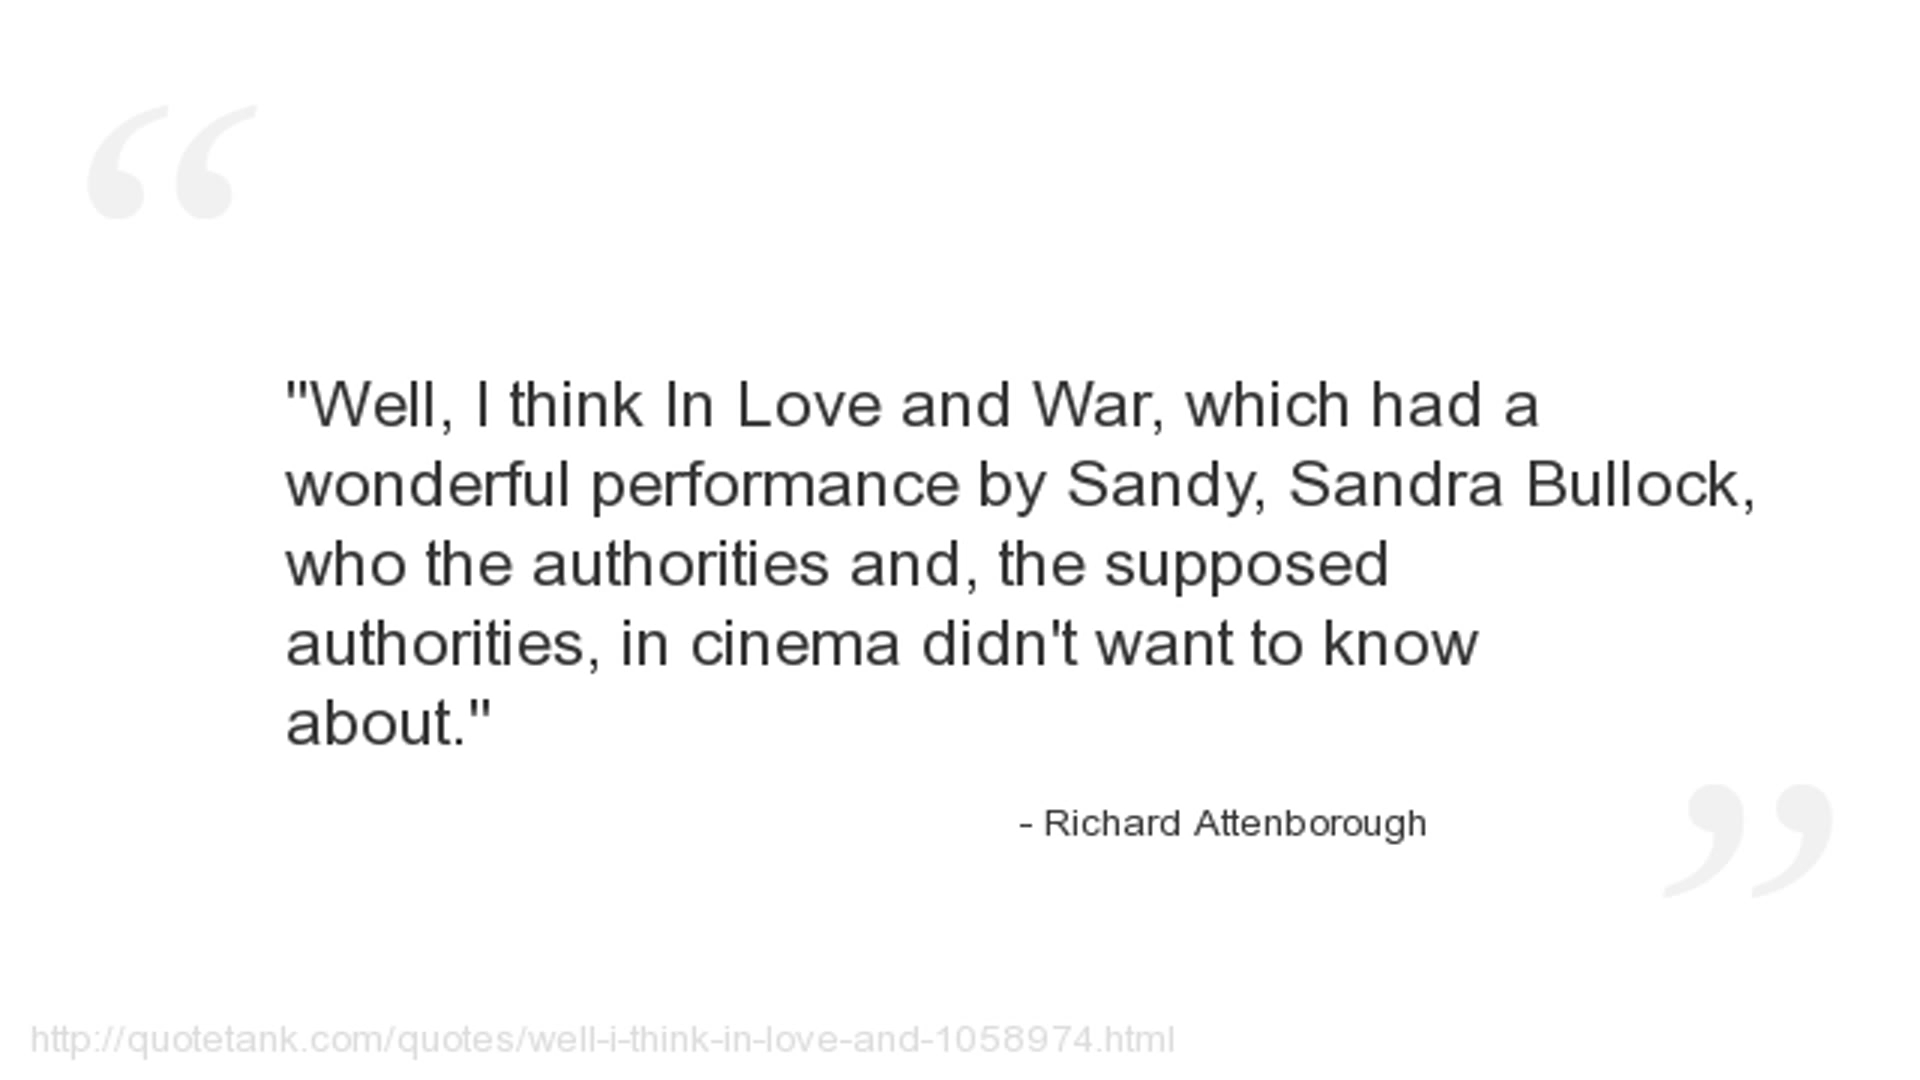 "Well, I think In Love and War, which had a
wonderful performance by Sandy, Sandra Bullock,
who the authorities and, the supposed
authorities, in cinema didn't want to know
about."
- Richard Attenborough
http://quotetank.com/quotes/well-i-think-in-love-and-1058974.html